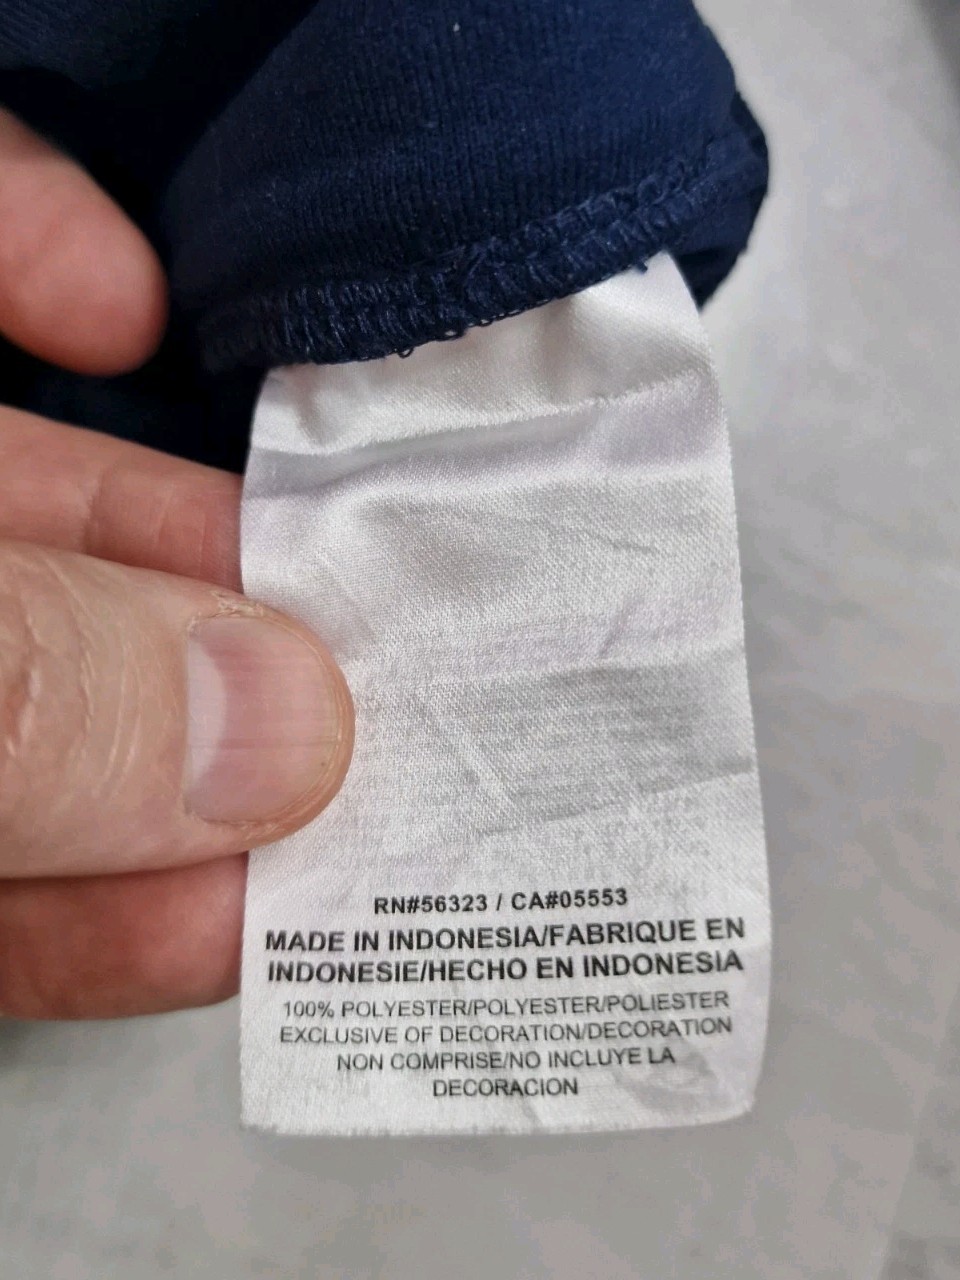 RN#56323 / CA#05553
MADE IN INDONESIA/FABRIQUE EN
INDONESIE/HECHO EN INDONESIA
100% POLYESTER/POLYESTER/POLIESTER
EXCLUSIVE OF DECORATION/DECORATION
NON COMPRISE/NO INCLUYE LA
DECORACION